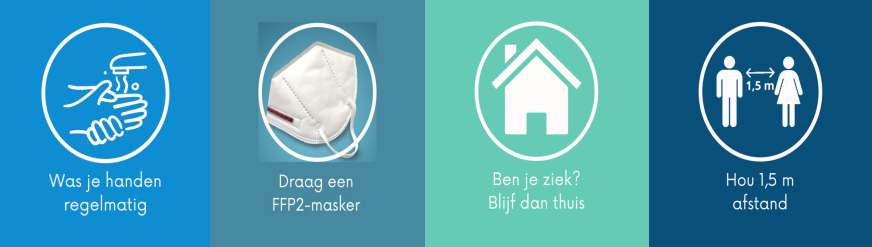 Was je handen
regelmatig
Draag een
FFP2-masker
Ben je ziek?
Blijf dan thuis
1,5 m
Hou 1,5 m
afstand